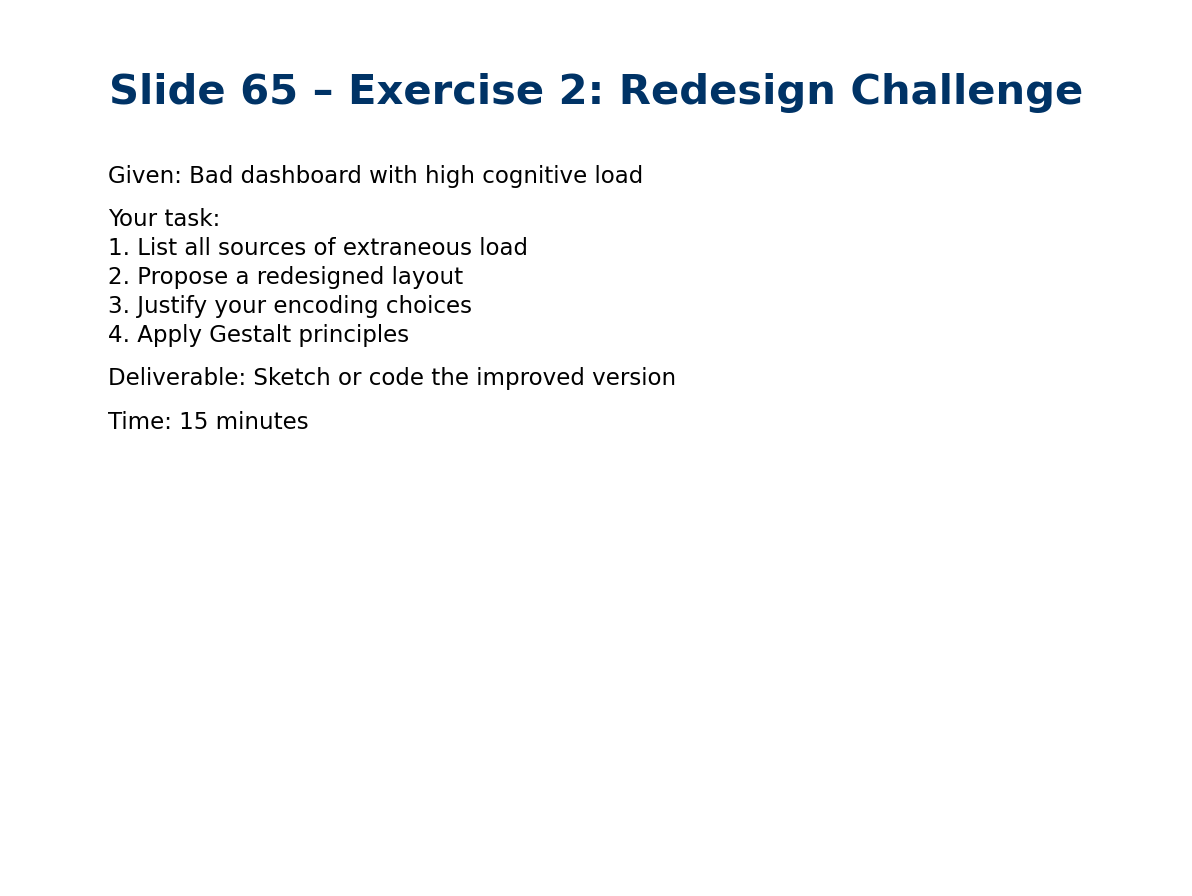 Slide 65 – Exercise 2: Redesign Challenge
Given: Bad dashboard with high cognitive load
Your task:
1. List all sources of extraneous load
2. Propose a redesigned layout
3. Justify your encoding choices
4. Apply Gestalt principles
Deliverable: Sketch or code the improved version
Time: 15 minutes